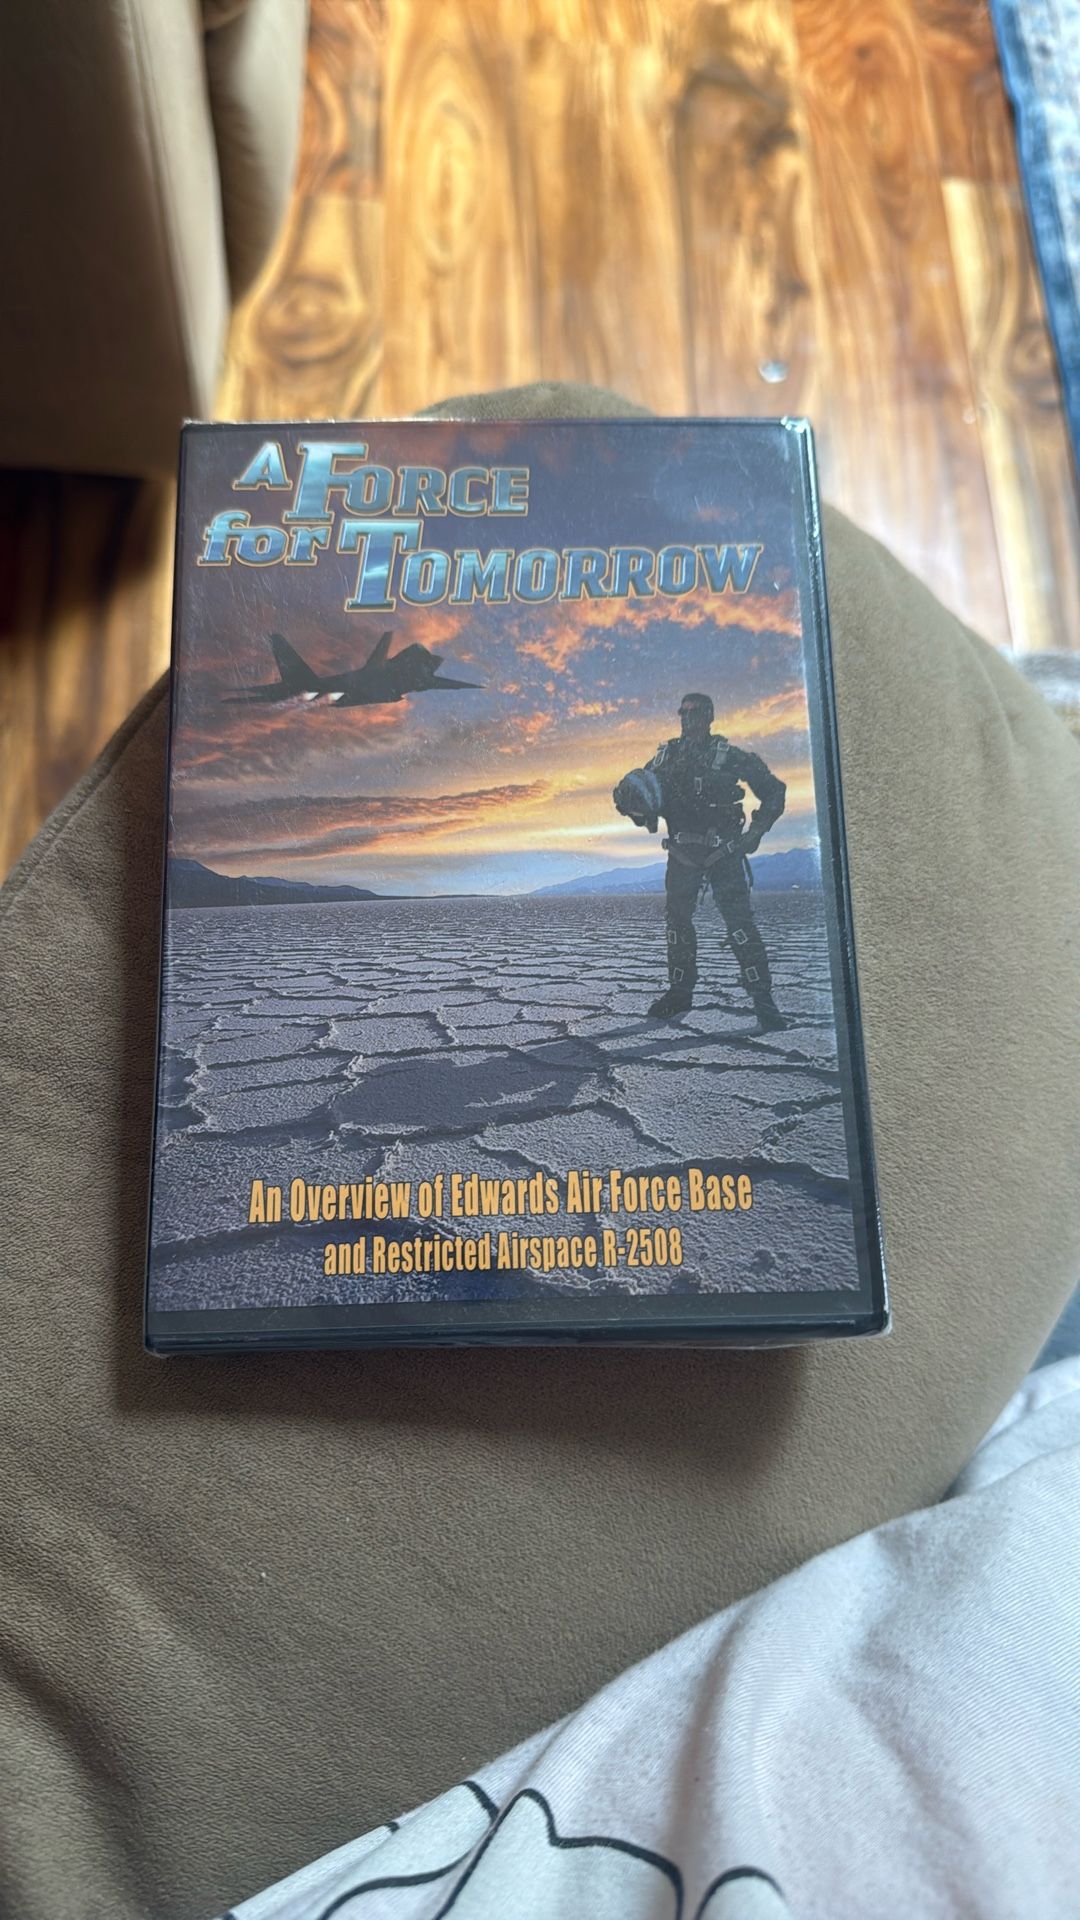 A FORCE
for TOMORROW
An Overview of Edwards Air Force Base
and Restricted Airspace R-2508